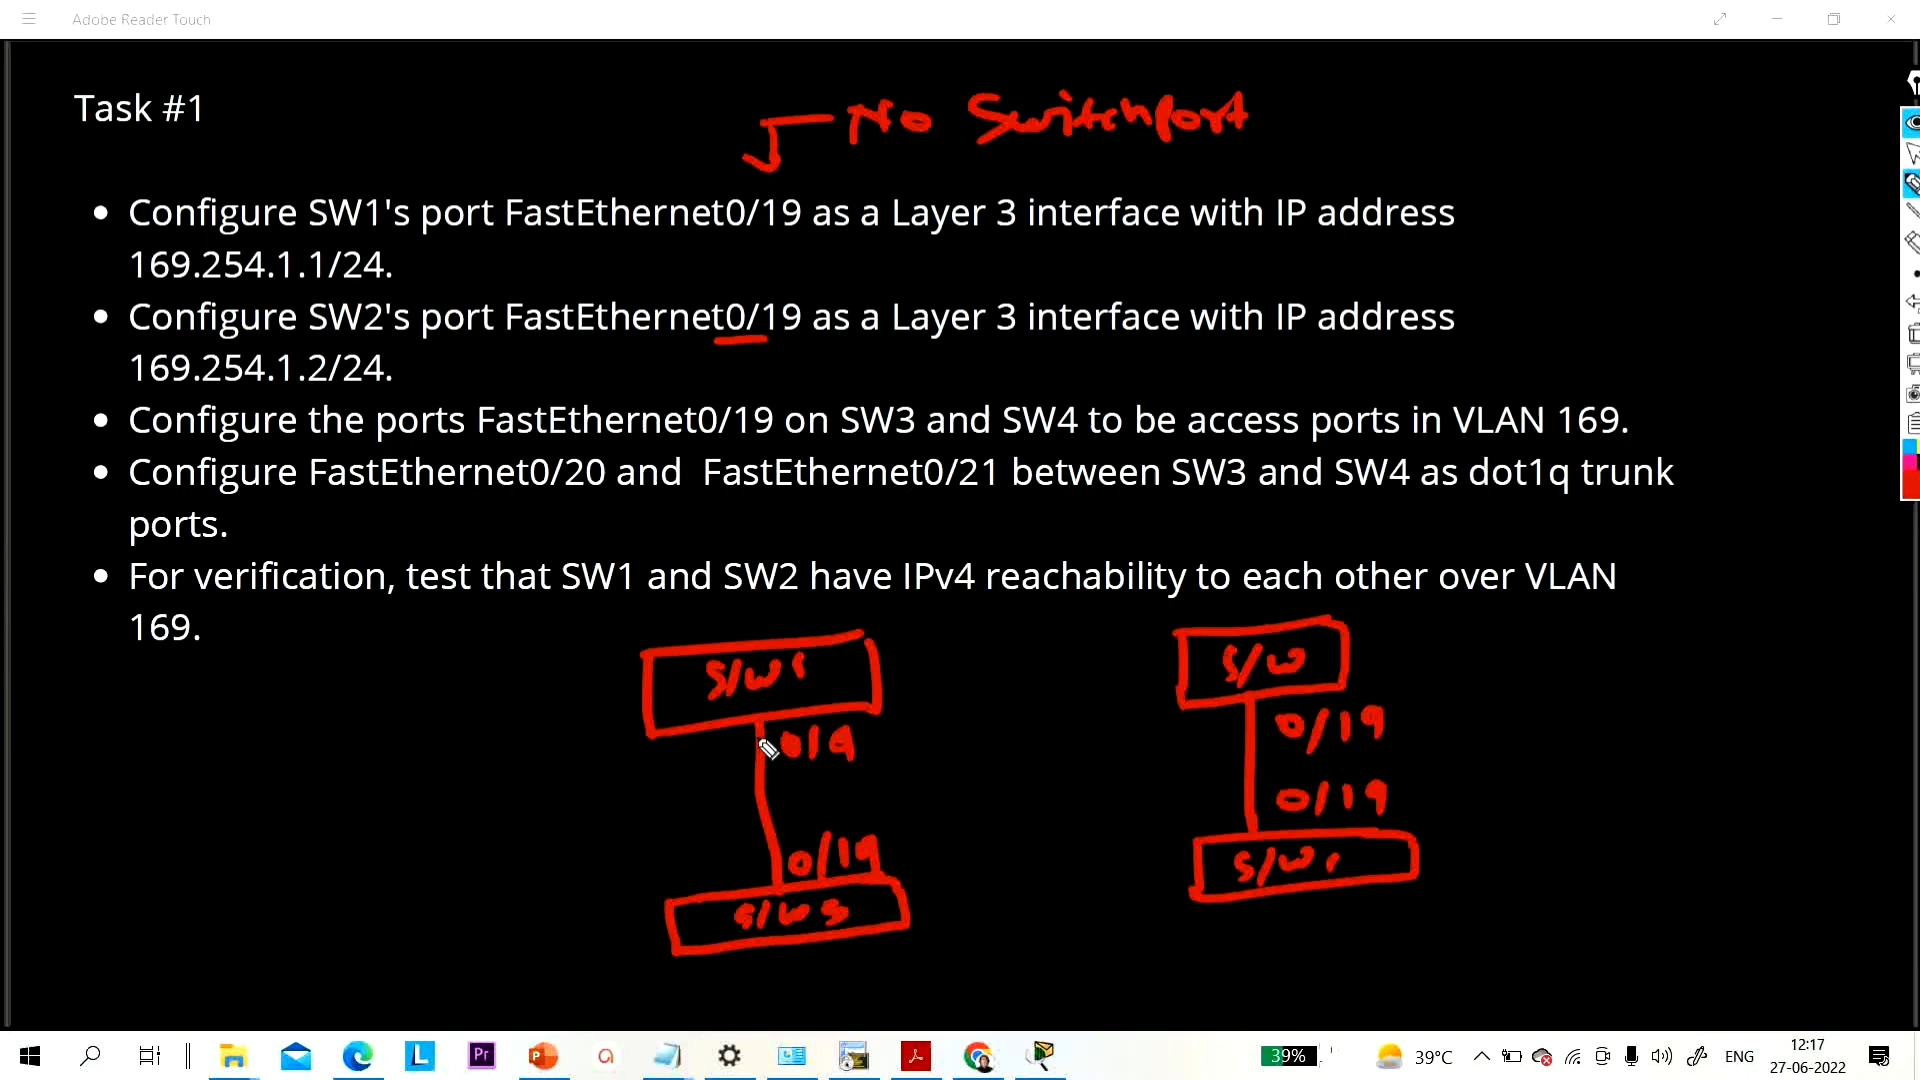 Adobe Reader Touch
Task #1
No Switchport
• Configure SW1's port FastEthernet0/19 as a Layer 3 interface with IP address
169.254.1.1/24.
• Configure SW2's port FastEthernet0/19 as a Layer 3 interface with IP address
169.254.1.2/24.
• Configure the ports FastEthernet0/19 on SW3 and SW4 to be access ports in VLAN 169.
• Configure FastEthernet0/20 and FastEthernet0/21 between SW3 and SW4 as dot1q trunk
ports.
• For verification, test that SW1 and SW2 have IPv4 reachability to each other over VLAN
169.
S/W1
S/W
0/19
0/19
0/19
S/W
S/W3
Pr
39%
39°C
ENG
12:17
27-06-2022